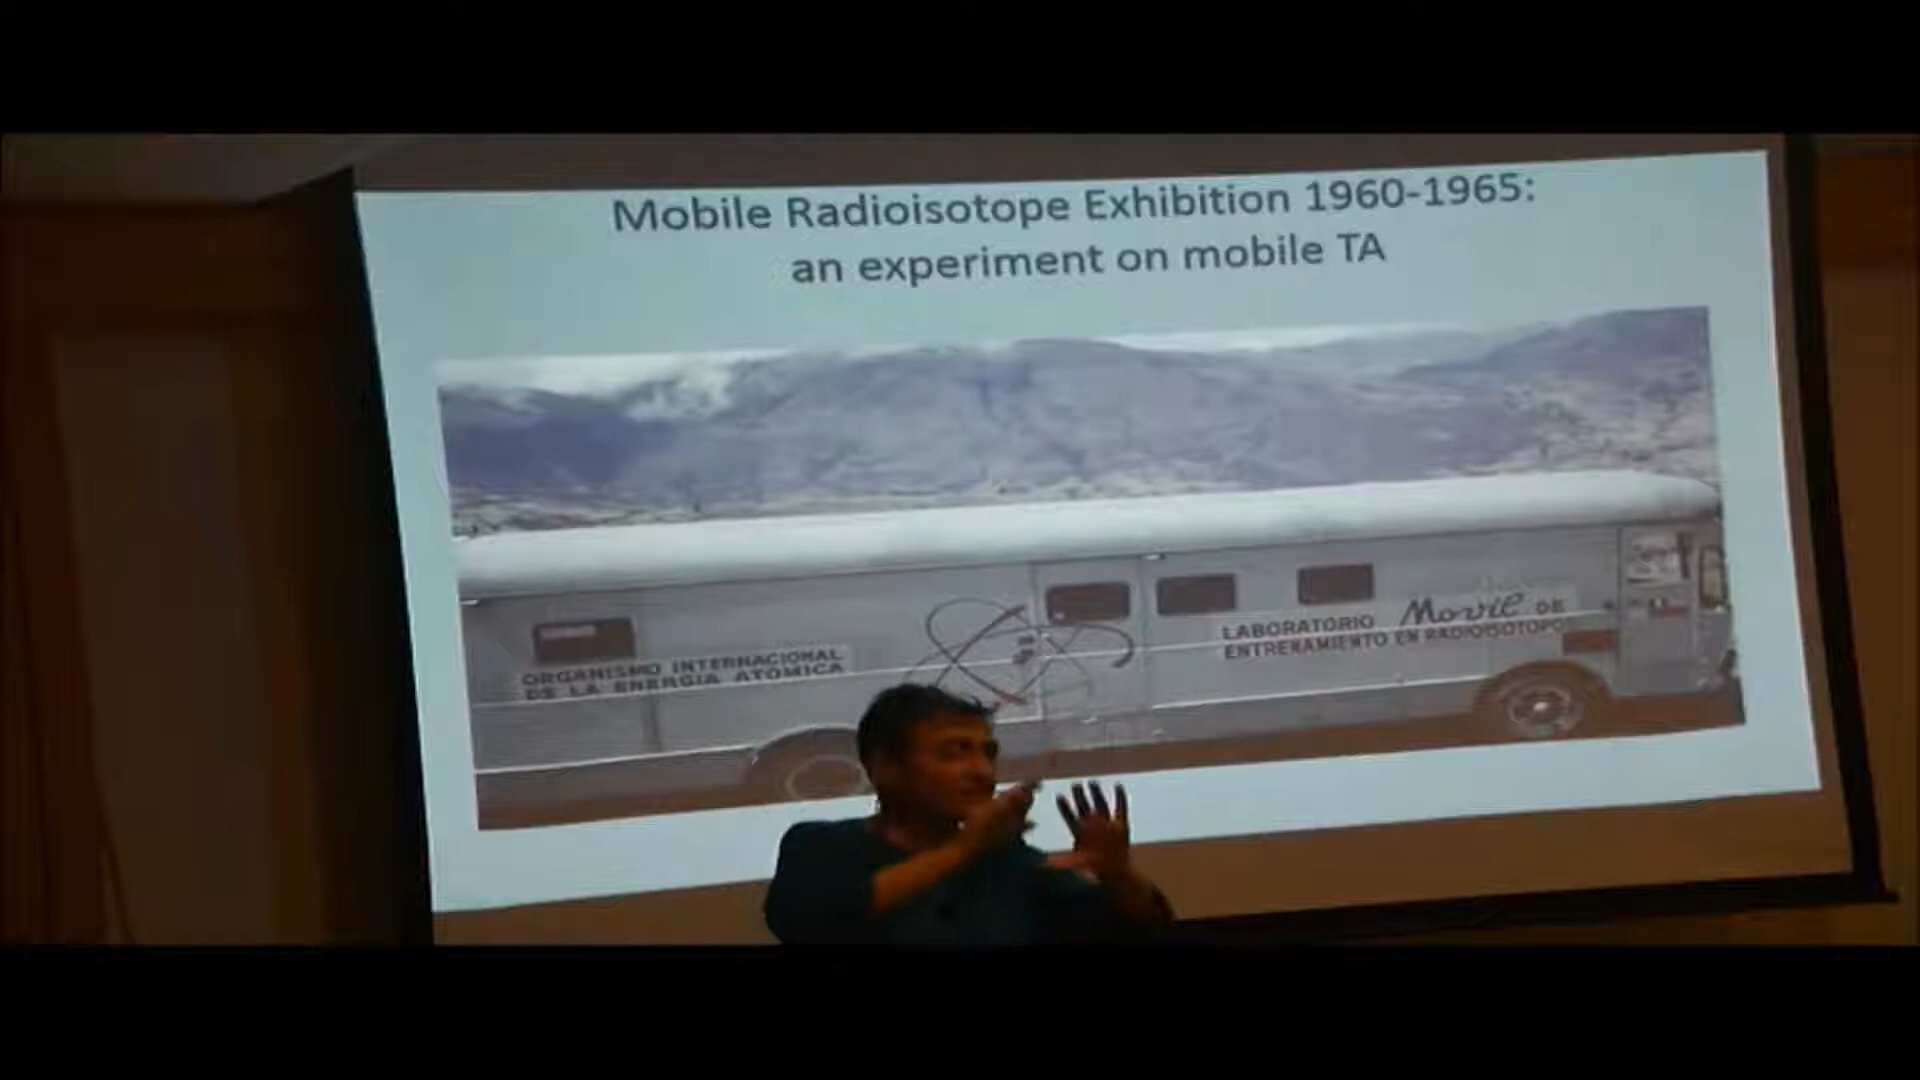 Mobile Radioisotope Exhibition 1960-1965:
an experiment on mobile TA
ORGANISMO INTERNACIONAL
DE LA ENERGIA ATOMICA
LABORATORIO Movil DE
ENTRENAMIENTO EN RADIOISOTOPOS